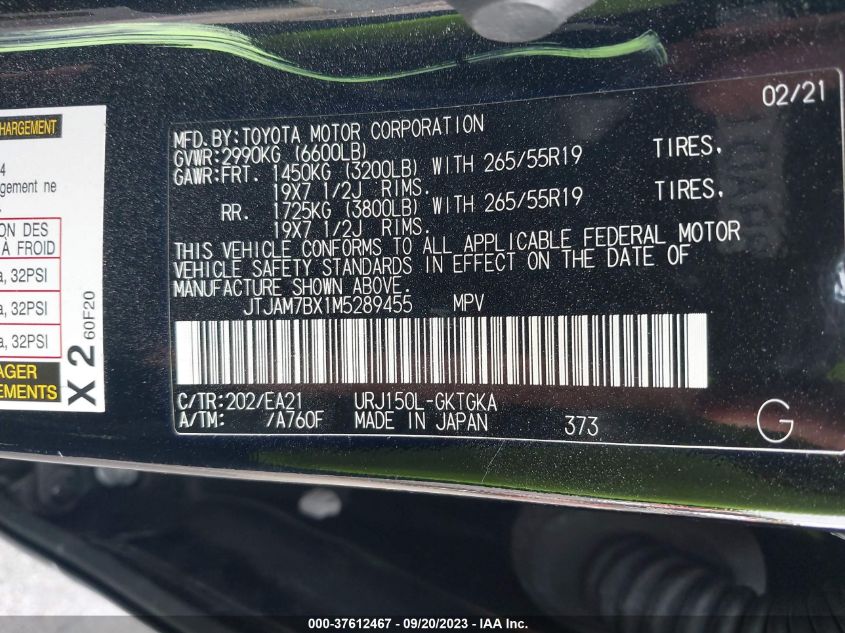 HARGEMENT
4
gement ne
ON DES
À FROID
a, 32PSI
a, 32PSI
a, 32PSI
AGER
EMENTS
X 2
60F20
02/21
MFD.BY:TOYOTA MOTOR CORPORATION
GVWR:2990KG (6600LB)
GAWR:FRT. 1450KG (3200LB) WITH 265/55R19 TIRES,
19X7 1/2J RIMS.
RR. 1725KG (3800LB) WITH 265/55R19 TIRES,
19X7 1/2J RIMS.
THIS VEHICLE CONFORMS TO ALL APPLICABLE FEDERAL MOTOR
VEHICLE SAFETY STANDARDS IN EFFECT ON THE DATE OF
MANUFACTURE SHOWN ABOVE.
JTJAM7BX1M5289455 MPV
C/TR:202/EA21 URJ150L-GKTGKA
A/TM: /A760F MADE IN JAPAN 373
G
000-37612467 - 09/20/2023 - IAA Inc.